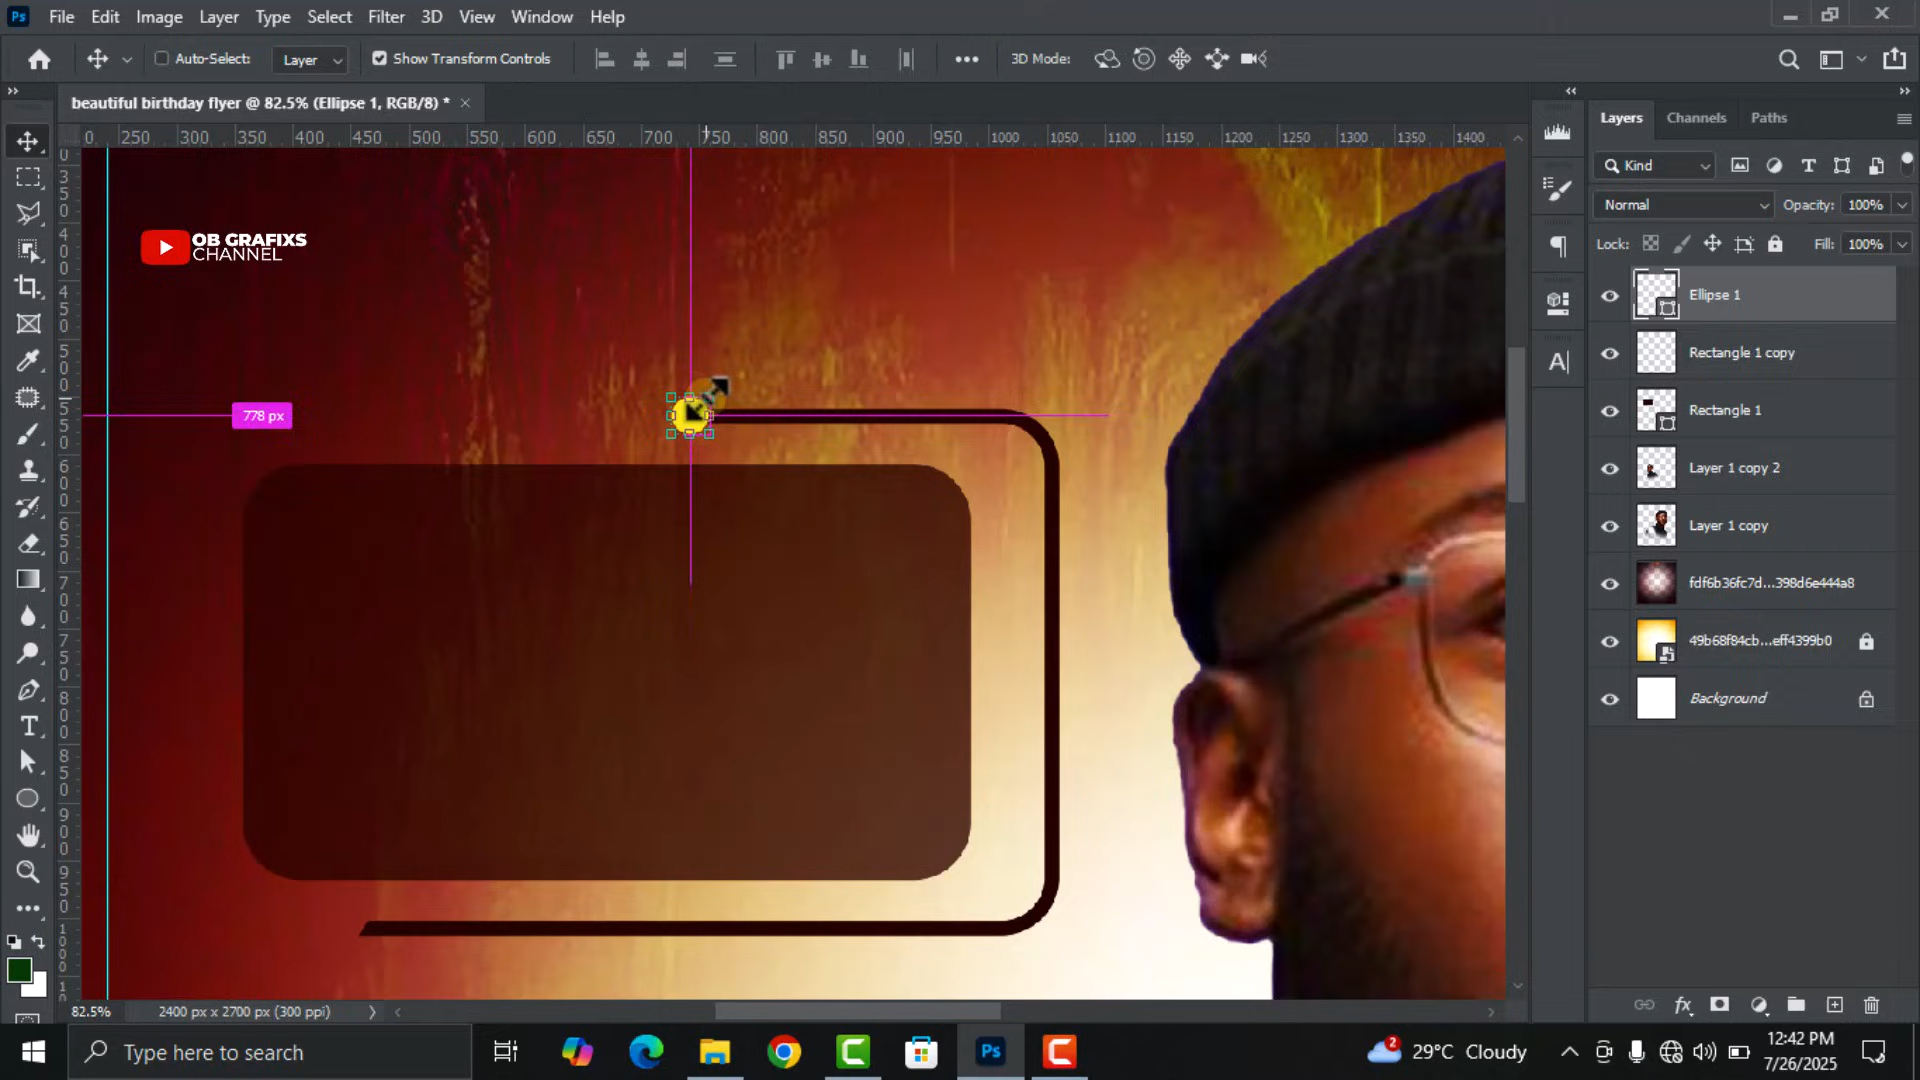 Ps File Edit Image Layer Type Select Filter 3D View Window Help
Auto-Select: Layer Show Transform Controls 3D Mode:
beautiful birthday flyer @ 82.5% (Ellipse 1, RGB/8) *
0 250 300 350 400 450 500 550 600 650 700 750 800 850 900 950 1000 1050 1100 1150 1200 1250 1300 1350 1400
OB GRAFIXS
CHANNEL
778 px
Layers Channels Paths
Kind
Normal Opacity: 100%
Lock: Fill: 100%
Ellipse 1
Rectangle 1 copy
Rectangle 1
Layer 1 copy 2
Layer 1 copy
fdf6b36fc7d...398d6e444a8
49b68f84cb...eff4399b0
Background
82.5% 2400 px x 2700 px (300 ppi)
Type here to search
Ps
2
29°C Cloudy
12:42 PM
7/26/2025